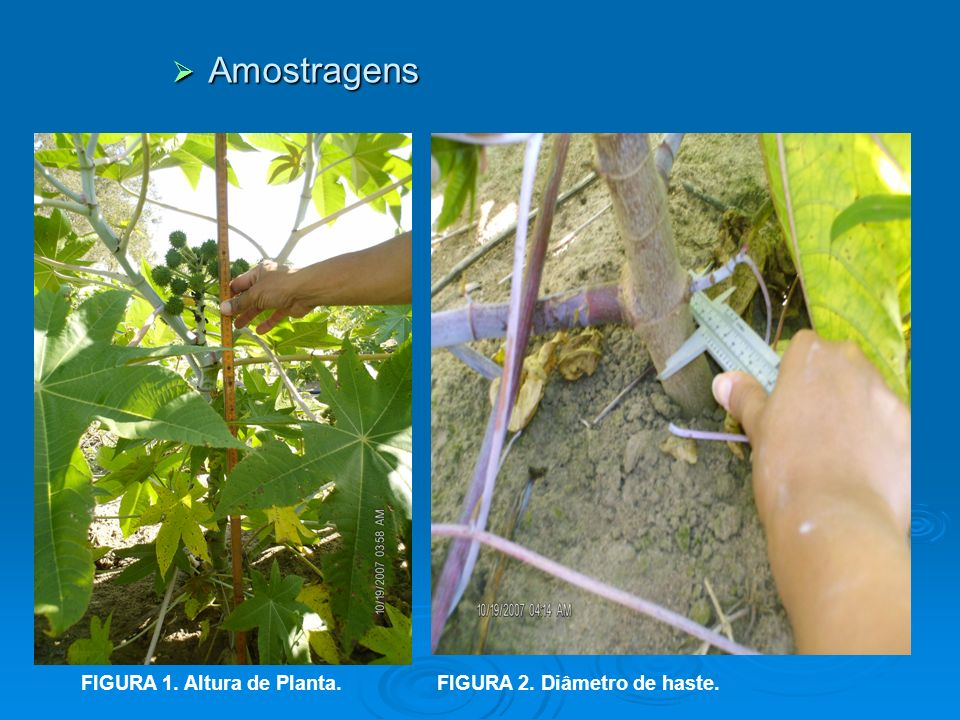 Amostragens
10/19/2007 03:58 AM
10/19/2007 04:14 AM
FIGURA 1. Altura de Planta.
FIGURA 2. Diâmetro de haste.